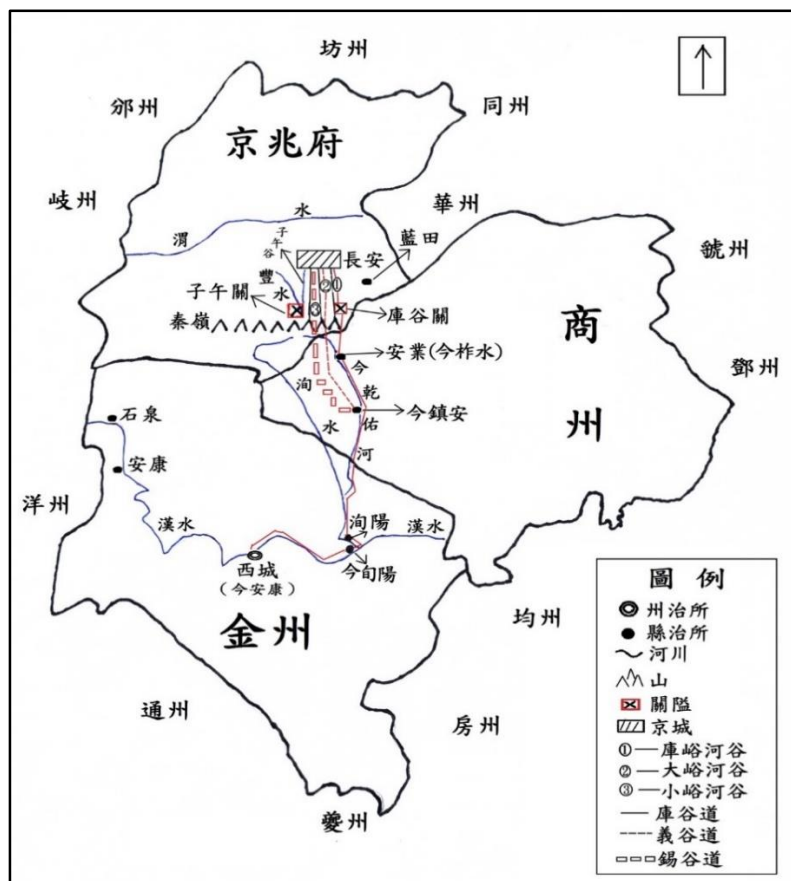 坊州
邠州
同州
京兆府
岐州
華州
渭
水
藍田
虢州
子午谷
長安
豐水
①
②
③
子午關
庫谷關
秦嶺
商州
安業(今柞水)
鄧州
今乾佑河
洵水
今鎮安
石泉
安康
洋州
漢水
洵陽
漢水
西城
(今安康)
今旬陽
金州
均州
通州
房州
夔州
圖例
州治所
縣治所
河川
山
關隘
京城
①—庫峪河谷
②—大峪河谷
③—小峪河谷
庫谷道
義谷道
錫谷道